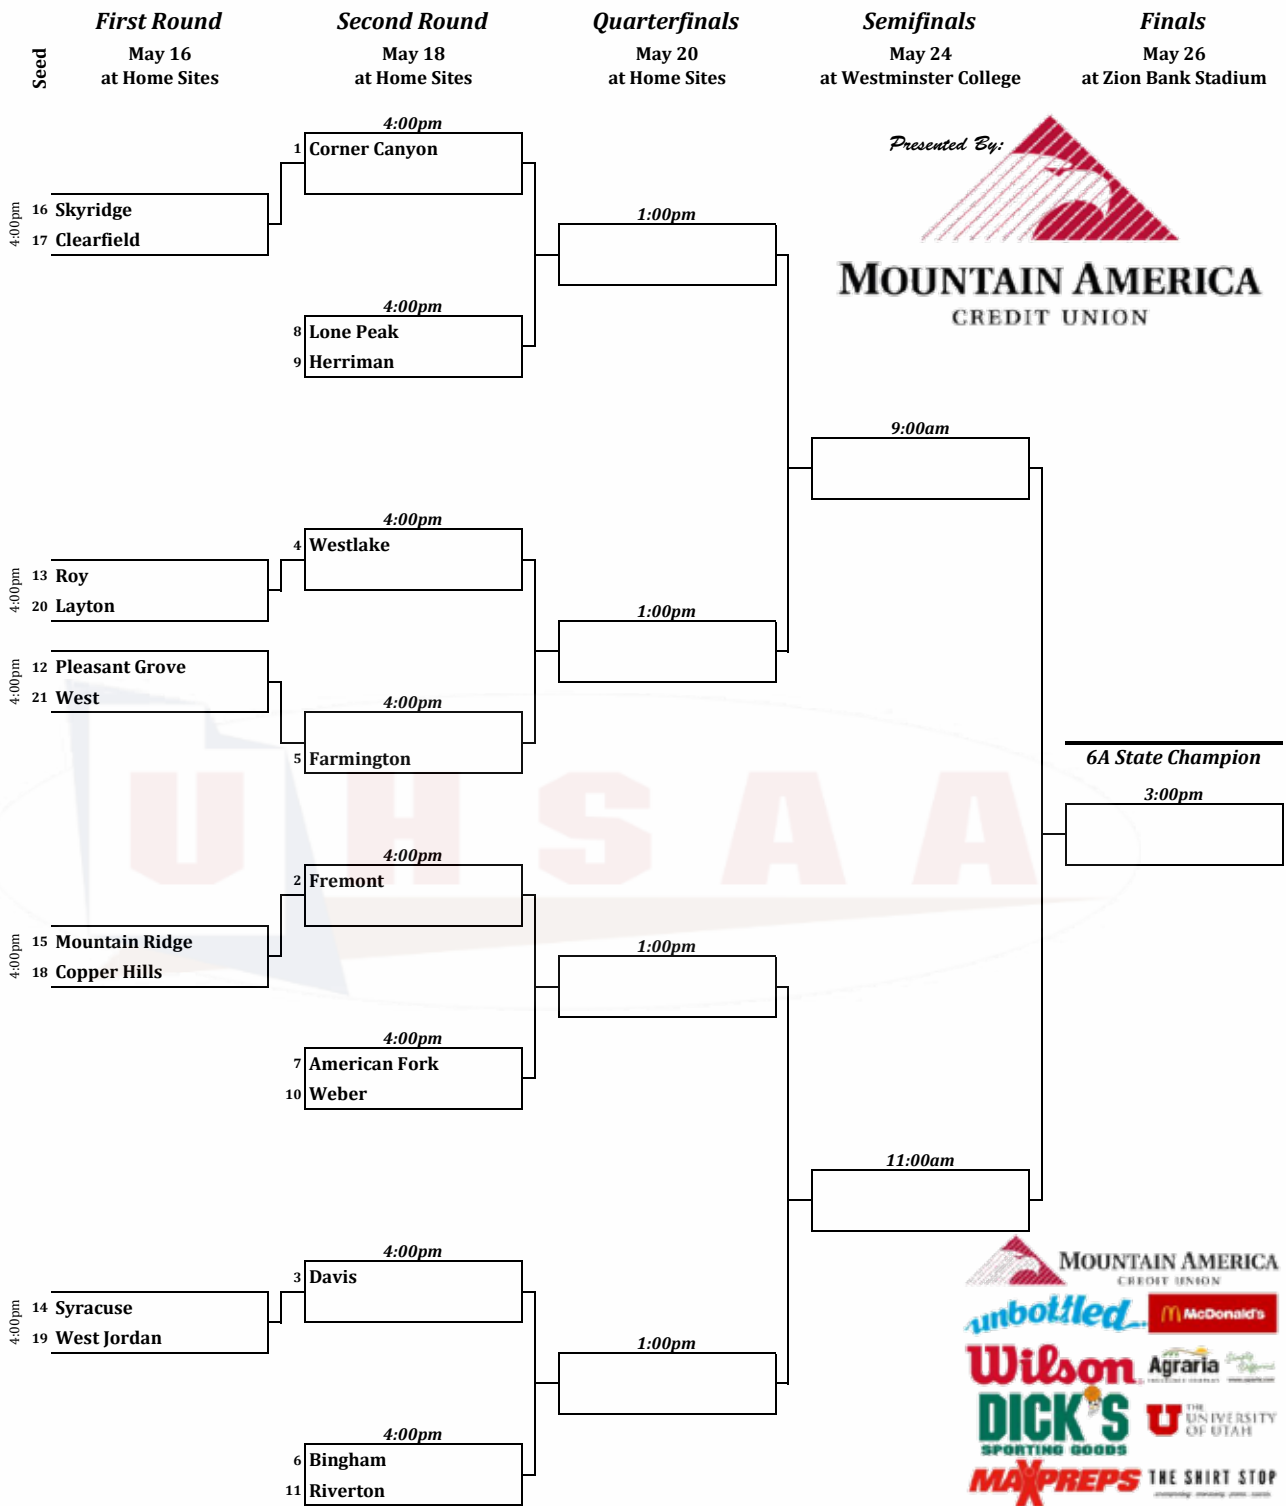 First Round
May 16
at Home Sites
Second Round
May 18
at Home Sites
Quarterfinals
May 20
at Home Sites
Semifinals
May 24
at Westminster College
Finals
May 26
at Zion Bank Stadium
Seed
Presented By:
MOUNTAIN AMERICA
CREDIT UNION
4:00pm
1 Corner Canyon
4:00pm
16 Skyridge
17 Clearfield
1:00pm
4:00pm
8 Lone Peak
9 Herriman
9:00am
4:00pm
4 Westlake
4:00pm
13 Roy
20 Layton
1:00pm
4:00pm
12 Pleasant Grove
21 West
4:00pm
5 Farmington
6A State Champion
3:00pm
UHSAA
4:00pm
2 Fremont
4:00pm
15 Mountain Ridge
18 Copper Hills
1:00pm
4:00pm
7 American Fork
10 Weber
11:00am
4:00pm
3 Davis
4:00pm
14 Syracuse
19 West Jordan
1:00pm
4:00pm
6 Bingham
11 Riverton
MOUNTAIN AMERICA
CREDIT UNION
unbottled
McDonald's
Wilson
Agraria
DICK'S
SPORTING GOODS
THE
UNIVERSITY
OF UTAH
MAXPREPS
THE SHIRT STOP